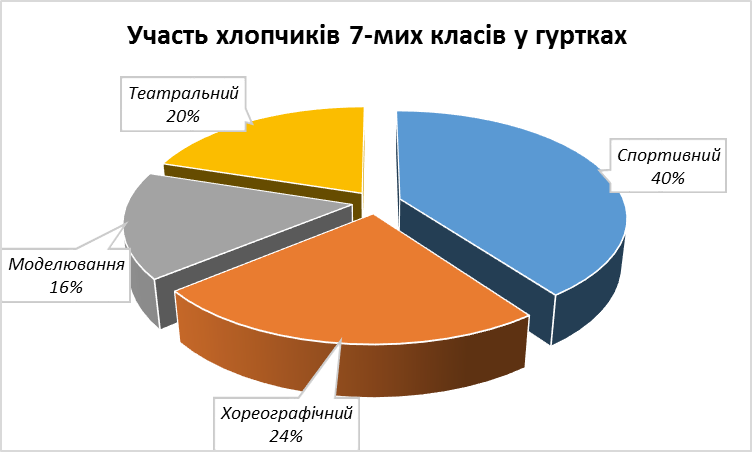 Участь хлопчиків 7-мих класів у гуртках
Театральний
20%
Спортивний
40%
Моделювання
16%
Хореографічний
24%